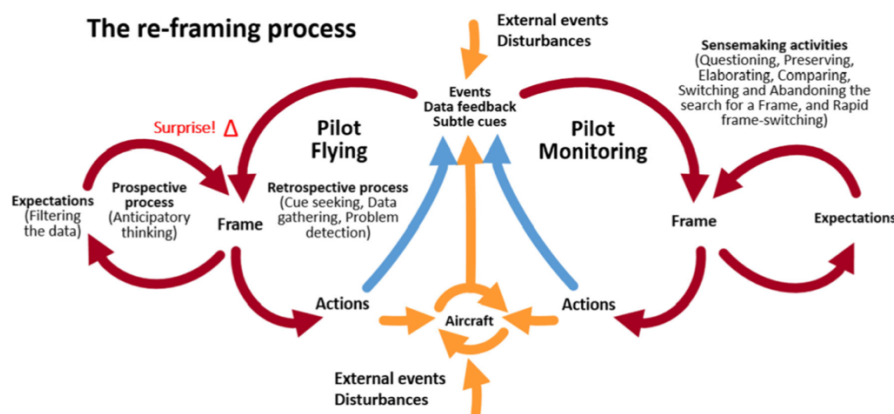 The re-framing process
External events
Disturbances
Sensemaking activities
(Questioning, Preserving,
Elaborating, Comparing,
Switching and Abandoning the
search for a Frame, and Rapid
frame-switching)
Events
Data feedback
Subtle cues
Surprise! Δ
Pilot
Flying
Pilot
Monitoring
Expectations
(Filtering
the data)
Prospective
process
(Anticipatory
thinking)
Frame
Retrospective process
(Cue seeking, Data
gathering, Problem
detection)
Frame
Expectations
Actions
Aircraft
Actions
External events
Disturbances